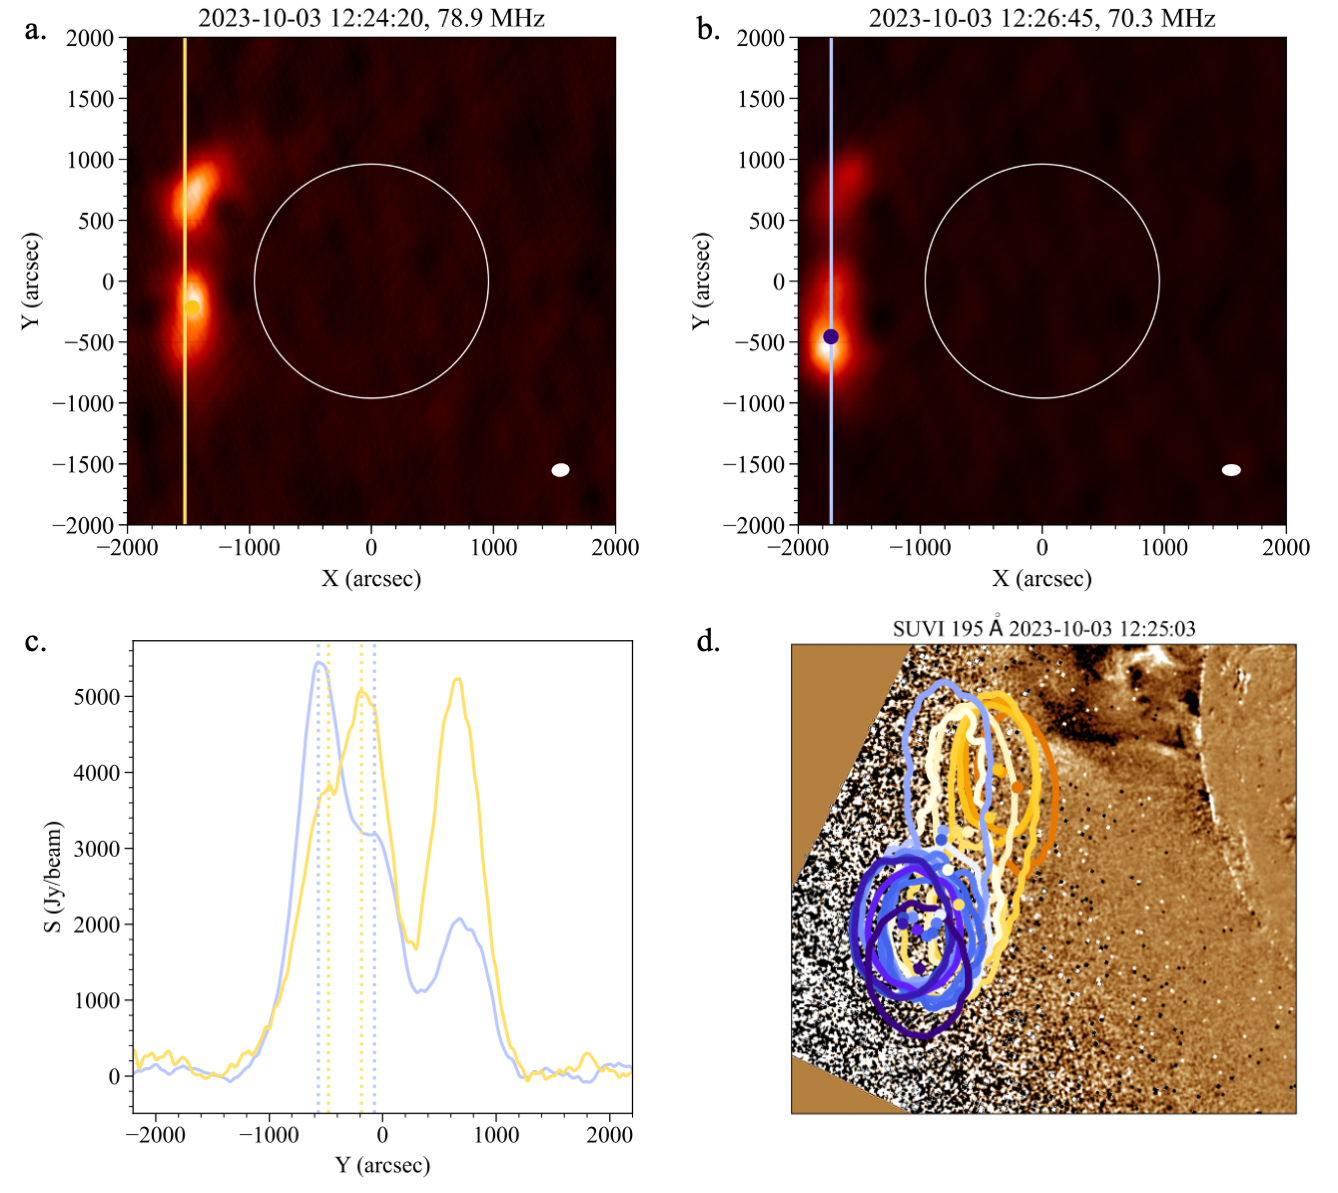 a.
2023-10-03 12:24:20, 78.9 MHz
2000
1500
1000
500
0
−500
−1000
−1500
−2000
Y (arcsec)
−2000 −1000 0 1000 2000
X (arcsec)
b.
2023-10-03 12:26:45, 70.3 MHz
2000
1500
1000
500
0
−500
−1000
−1500
−2000
Y (arcsec)
−2000 −1000 0 1000 2000
X (arcsec)
c.
5000
4000
3000
2000
1000
0
S (Jy/beam)
−2000 −1000 0 1000 2000
Y (arcsec)
d.
SUVI 195 Å 2023-10-03 12:25:03